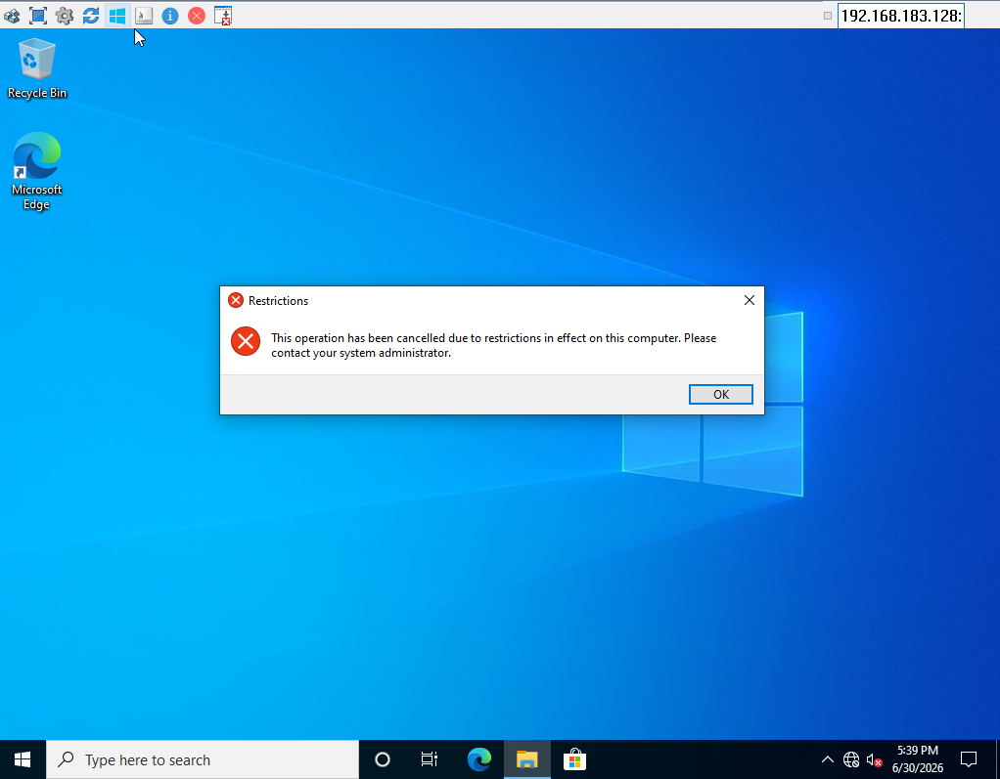 192.168.183.128:
Recycle Bin
Microsoft
Edge
Restrictions
This operation has been cancelled due to restrictions in effect on this computer. Please
contact your system administrator.
OK
Type here to search
5:39 PM
6/30/2026